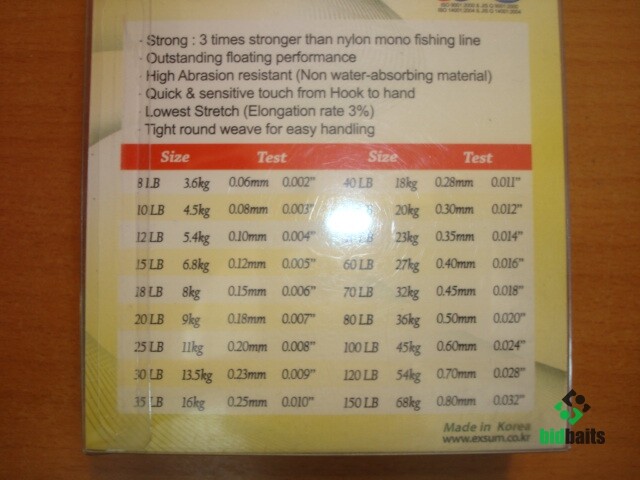 · Strong : 3 times stronger than nylon mono fishing line
· Outstanding floating performance
· High Abrasion resistant (Non water-absorbing material)
· Quick & sensitive touch from Hook to hand
· Lowest Stretch (Elongation rate 3%)
· Tight round weave for easy handling
Size Test Size Test
8 LB 3.6kg 0.06mm 0.002" 40 LB 18kg 0.28mm 0.011"
10 LB 4.5kg 0.08mm 0.003" LB 20kg 0.30mm 0.012"
12 LB 5.4kg 0.10mm 0.004" LB 23kg 0.35mm 0.014"
15 LB 6.8kg 0.12mm 0.005" 60 LB 27kg 0.40mm 0.016"
18 LB 8kg 0.15mm 0.006" 70 LB 32kg 0.45mm 0.018"
20 LB 9kg 0.18mm 0.007" 80 LB 36kg 0.50mm 0.020"
25 LB 11kg 0.20mm 0.008" 100 LB 45kg 0.60mm 0.024"
30 LB 13.5kg 0.23mm 0.009" 120 LB 54kg 0.70mm 0.028"
35 LB 16kg 0.25mm 0.010" 150 LB 68kg 0.80mm 0.032"
Made in Korea
www.exsum.co.kr
bidbaits